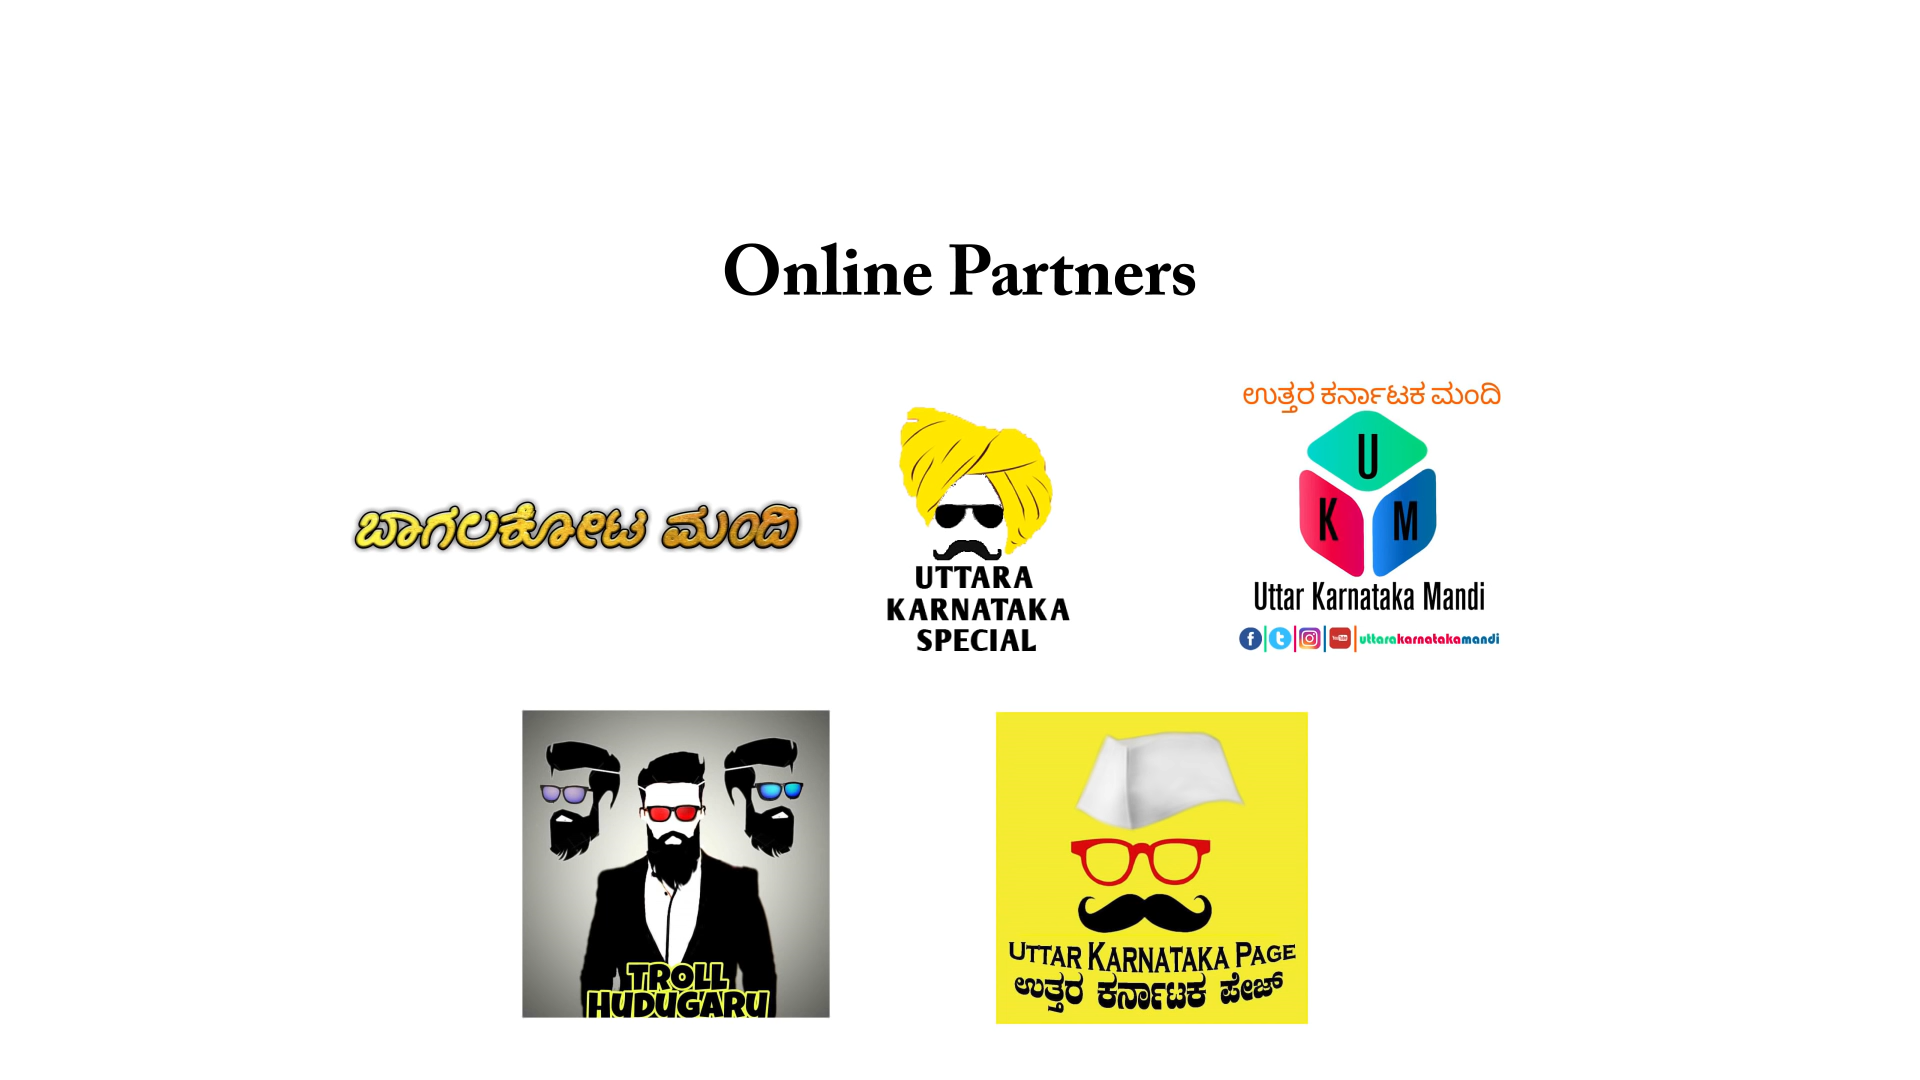 Online Partners
ಬಾಗಲಕೋಟ ಮಂದಿ
UTTARA
KARNATAKA
SPECIAL
ಉತ್ತರ ಕರ್ನಾಟಕ ಮಂದಿ
U
K M
Uttar Karnataka Mandi
uttarakarnatakamandi
TROLL
HUDUGARU
UTTAR KARNATAKA PAGE
ಉತ್ತರ ಕರ್ನಾಟಕ ಪೇಜ್